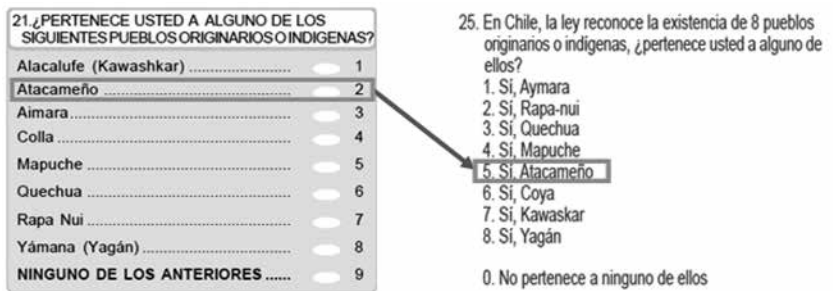 21.¿PERTENECE USTED A ALGUNO DE LOS
SIGUIENTES PUEBLOS ORIGINARIOS O INDIGENAS?
Alacalufe (Kawashkar) ........................ 1
Atacameño ........................................... 2
Aimara.................................................. 3
Colla ..................................................... 4
Mapuche .............................................. 5
Quechua .............................................. 6
Rapa Nui .............................................. 7
Yámana (Yagán) .................................. 8
NINGUNO DE LOS ANTERIORES ...... 9
25. En Chile, la ley reconoce la existencia de 8 pueblos
originarios o indígenas, ¿pertenece usted a alguno de
ellos?
1. Sí, Aymara
2. Sí, Rapa-nui
3. Sí, Quechua
4. Sí, Mapuche
5. Sí, Atacameño
6. Sí, Coya
7. Sí, Kawaskar
8. Sí, Yagán
0. No pertenece a ninguno de ellos